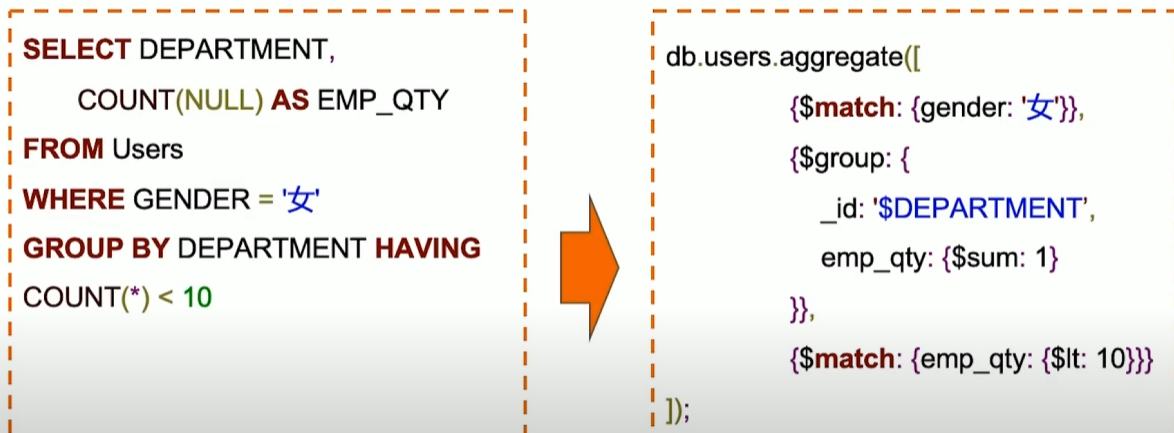 SELECT DEPARTMENT,
COUNT(NULL) AS EMP_QTY
FROM Users
WHERE GENDER = '女'
GROUP BY DEPARTMENT HAVING
COUNT(*) < 10
db.users.aggregate([
{$match: {gender: '女'}},
{$group: {
_id: '$DEPARTMENT’,
emp_qty: {$sum: 1}
}},
{$match: {emp_qty: {$lt: 10}}}
]);